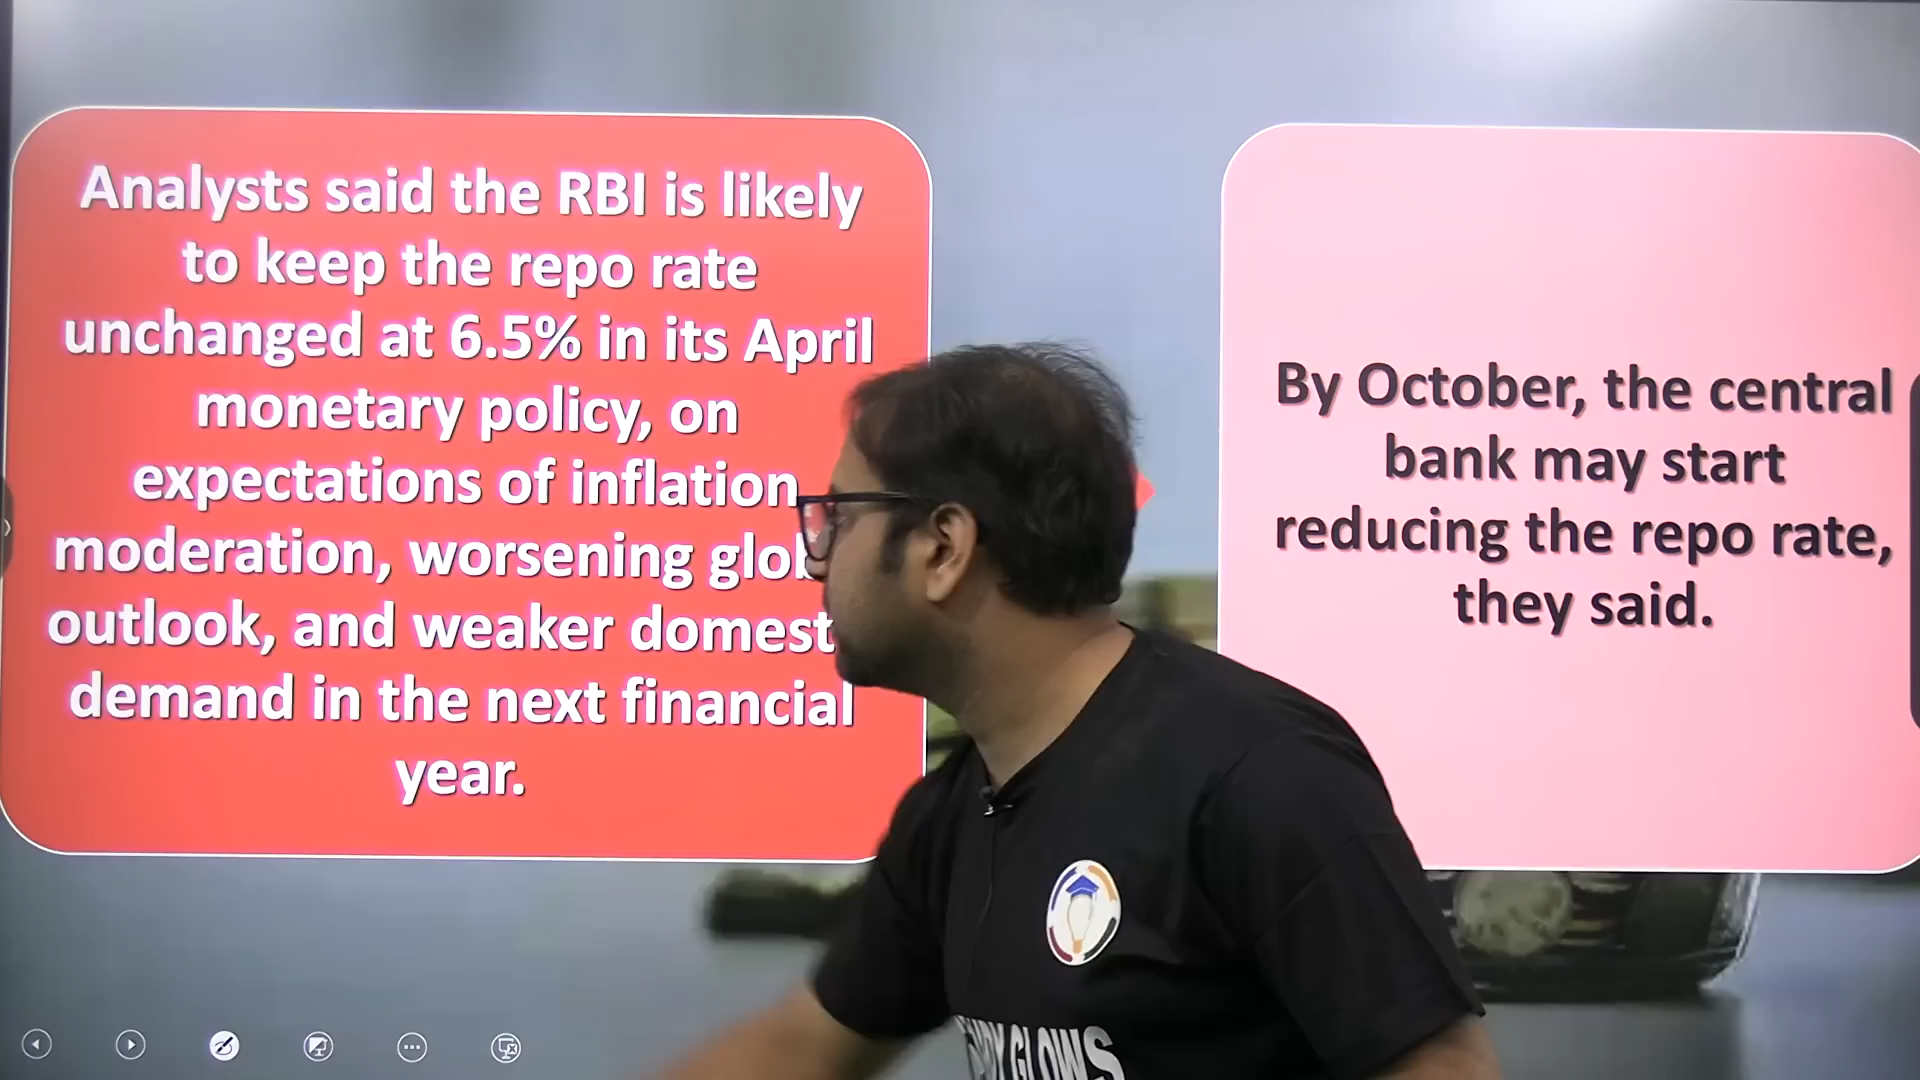 Analysts said the RBI is likely
to keep the repo rate
unchanged at 6.5% in its April
monetary policy, on
expectations of inflation
moderation, worsening
outlook, and weaker
demand in the next financial
year.
By October, the central
bank may start
reducing the repo rate,
they said.
GLOWS